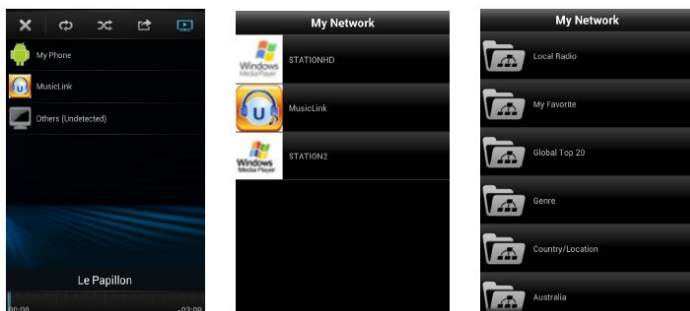 My Phone
MusicLink
Others (Undetected)
Le Papillon
00:00
-03:09
My Network
Windows
Media Player
STATIONHD
U
MusicLink
Windows
Media Player
STATION2
My Network
Local Radio
My Favorite
Global Top 20
Genre
Country/Location
Australia